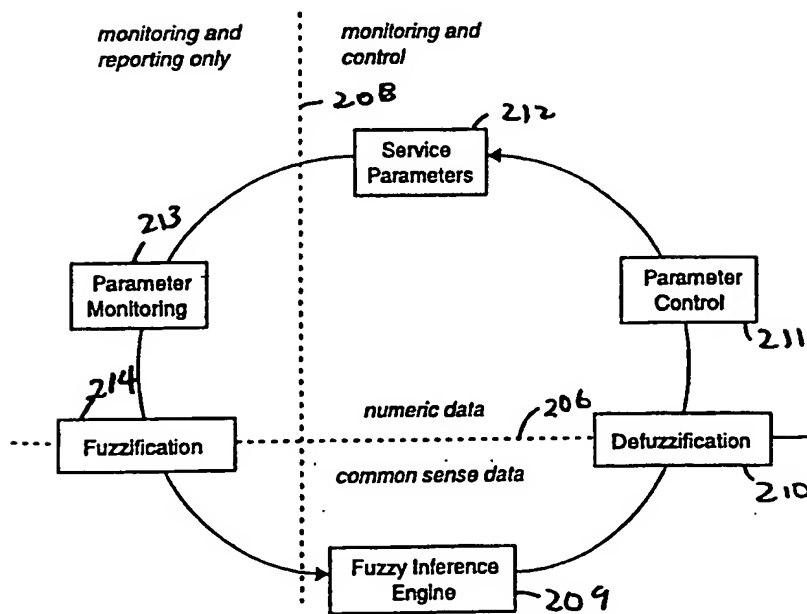 monitoring and
reporting only
monitoring and
control
208
212
Service
Parameters
213
Parameter
Monitoring
Parameter
Control
211
214
Fuzzification
numeric data
206
Defuzzification
common sense data
210
Fuzzy Inference
Engine
209